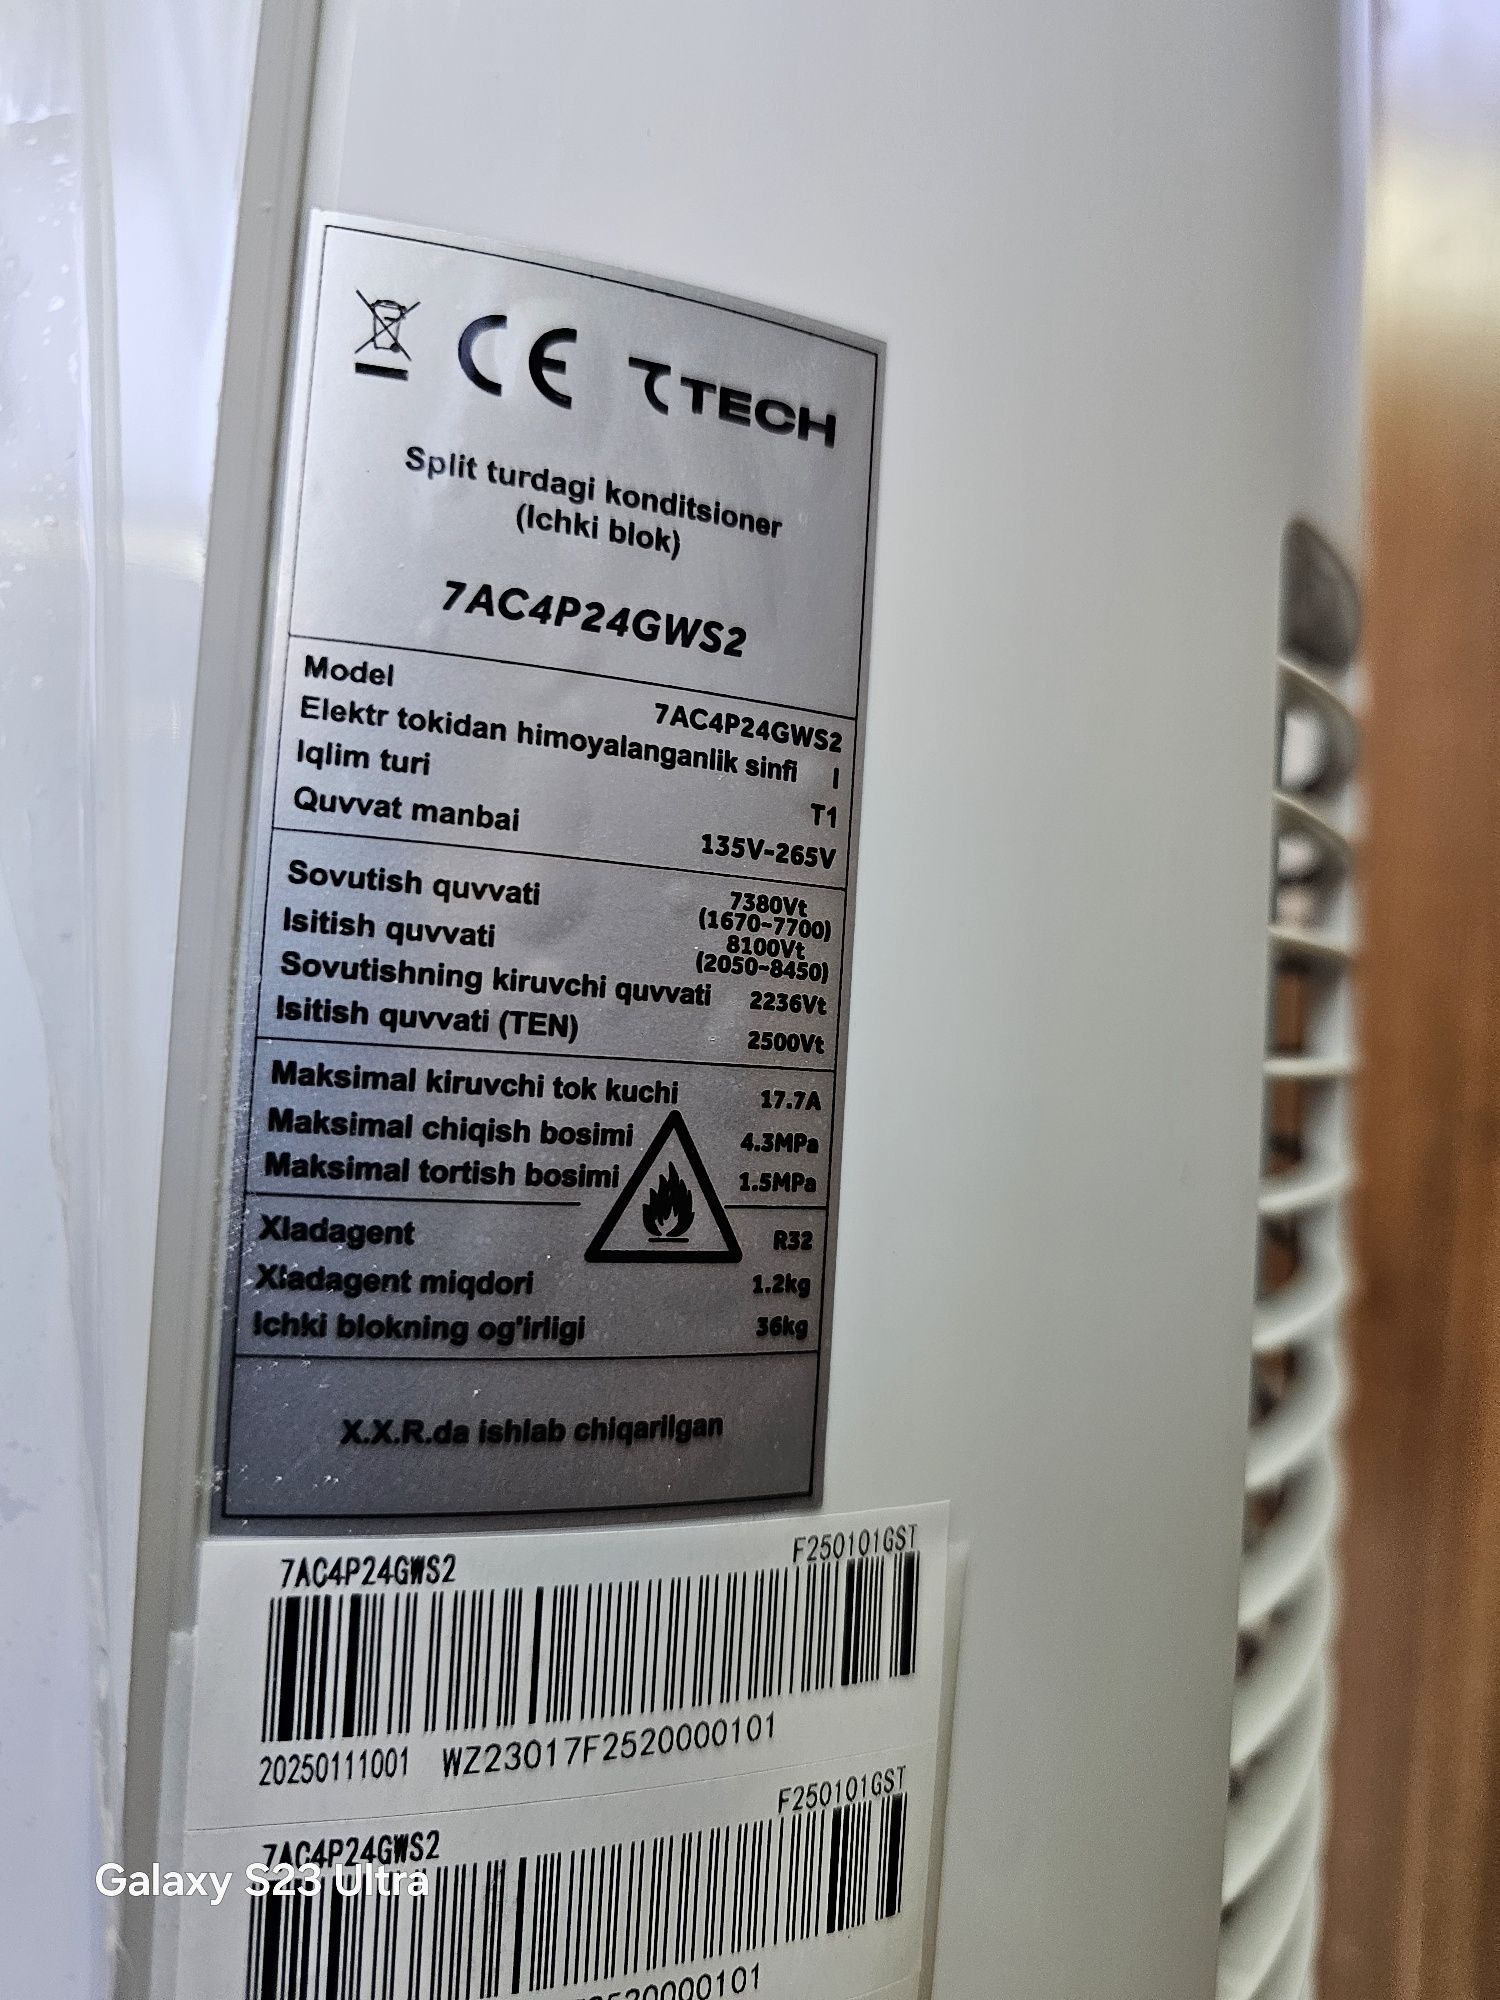 CE 7TECH
Split turdagi konditsioner
(Ichki blok)
7AC4P24GWS2
Model 7AC4P24GWS2
Elektr tokidan himoyalanganlik sinfi I
Iqlim turi T1
Quvvat manbai 135V-265V
Sovutish quvvati 7380Vt
(1670~7700)
Isitish quvvati 8100Vt
(2050~8450)
Sovutishning kiruvchi quvvati 2236Vt
Isitish quvvati (TEN) 2500Vt
Maksimal kiruvchi tok kuchi 17.7A
Maksimal chiqish bosimi 4.3MPa
Maksimal tortish bosimi 1.5MPa
Xladagent R32
Xladagent miqdori 1.2kg
Ichki blokning og'irligi 36kg
X.X.R.da ishlab chiqarilgan
7AC4P24GWS2 F250101GST
20250111001 WZ23017F2520000101
7AC4P24GWS2 F250101GST
Galaxy S23 Ultra